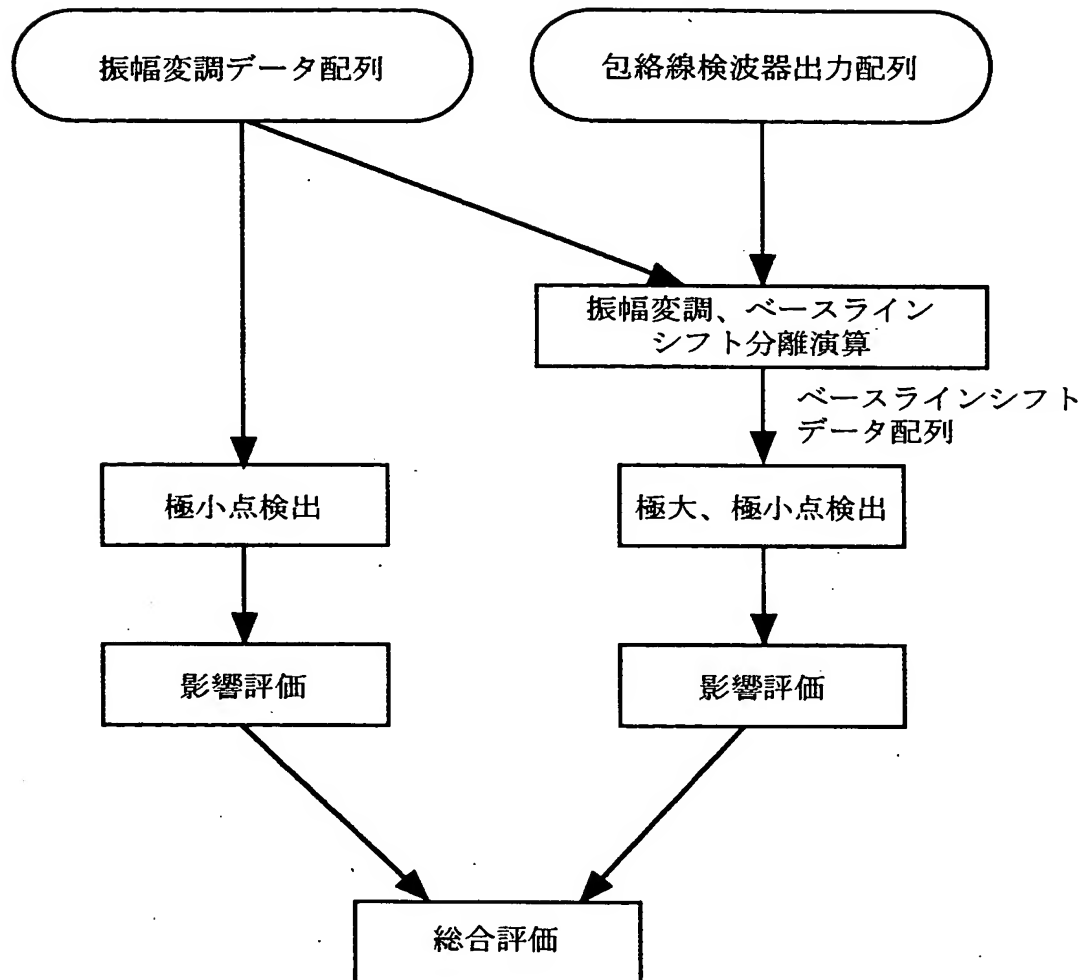 振幅変調データ配列
包絡線検波器出力配列
振幅変調、ベースライン
シフト分離演算
ベースラインシフト
データ配列
極小点検出
極大、極小点検出
影響評価
影響評価
総合評価